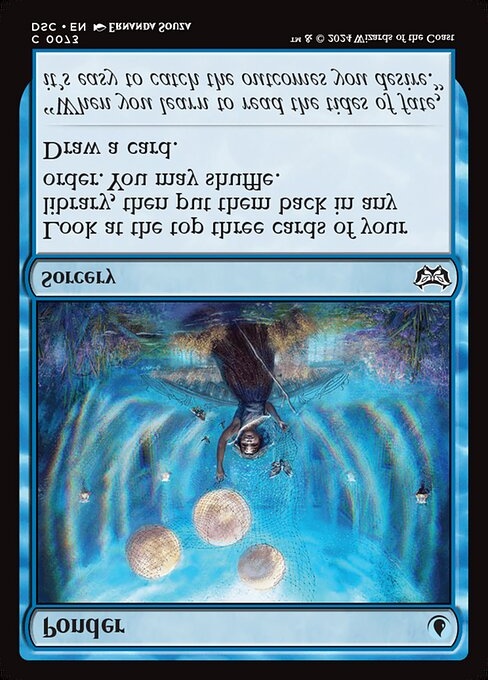 Ponder
Sorcery
Look at the top three cards of your
library, then put them back in any
order. You may shuffle.
Draw a card.
“When you learn to read the tides of fate,
it’s easy to catch the outcomes you desire.”
C 0073
DSC • EN ERNANDA SOUZA
™ & © 2024 Wizards of the Coast